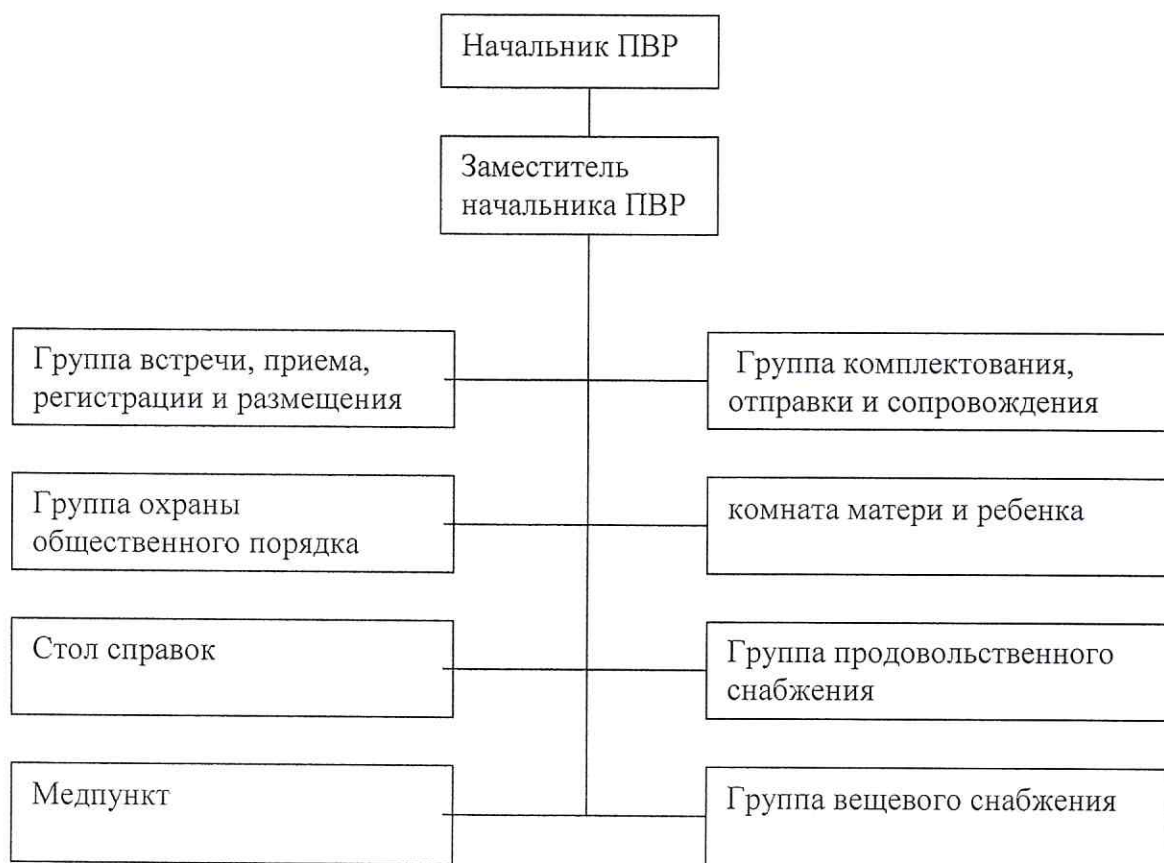 Начальник ПВР
Заместитель
начальника ПВР
Группа встречи, приема,
регистрации и размещения
Группа комплектования,
отправки и сопровождения
Группа охраны
общественного порядка
комната матери и ребенка
Стол справок
Группа продовольственного
снабжения
Медпункт
Группа вещевого снабжения